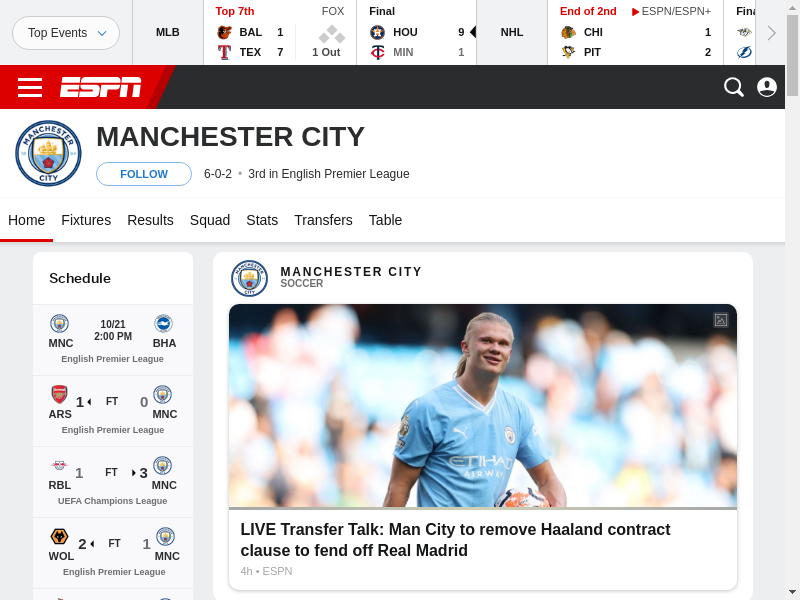 Top Events
MLB
Top 7th FOX
BAL 1
TEX 7
1 Out
Final
HOU 9
MIN 1
NHL
End of 2nd ESPN/ESPN+
CHI 1
PIT 2
ESPN
MANCHESTER CITY
FOLLOW 6-0-2 • 3rd in English Premier League
Home Fixtures Results Squad Stats Transfers Table
Schedule
MNC 10/21 2:00 PM BHA
English Premier League
ARS 1 FT 0 MNC
English Premier League
RBL 1 FT 3 MNC
UEFA Champions League
WOL 2 FT 1 MNC
English Premier League
MANCHESTER CITY
SOCCER
ETIHAD
AIRWAYS
LIVE Transfer Talk: Man City to remove Haaland contract
clause to fend off Real Madrid
4h • ESPN